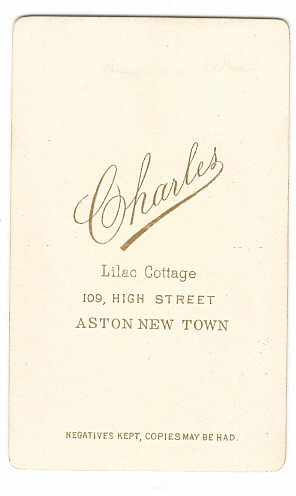 Charles
Lilac Cottage
109, HIGH STREET
ASTON NEW TOWN
NEGATIVES KEPT, COPIES MAY BE HAD.